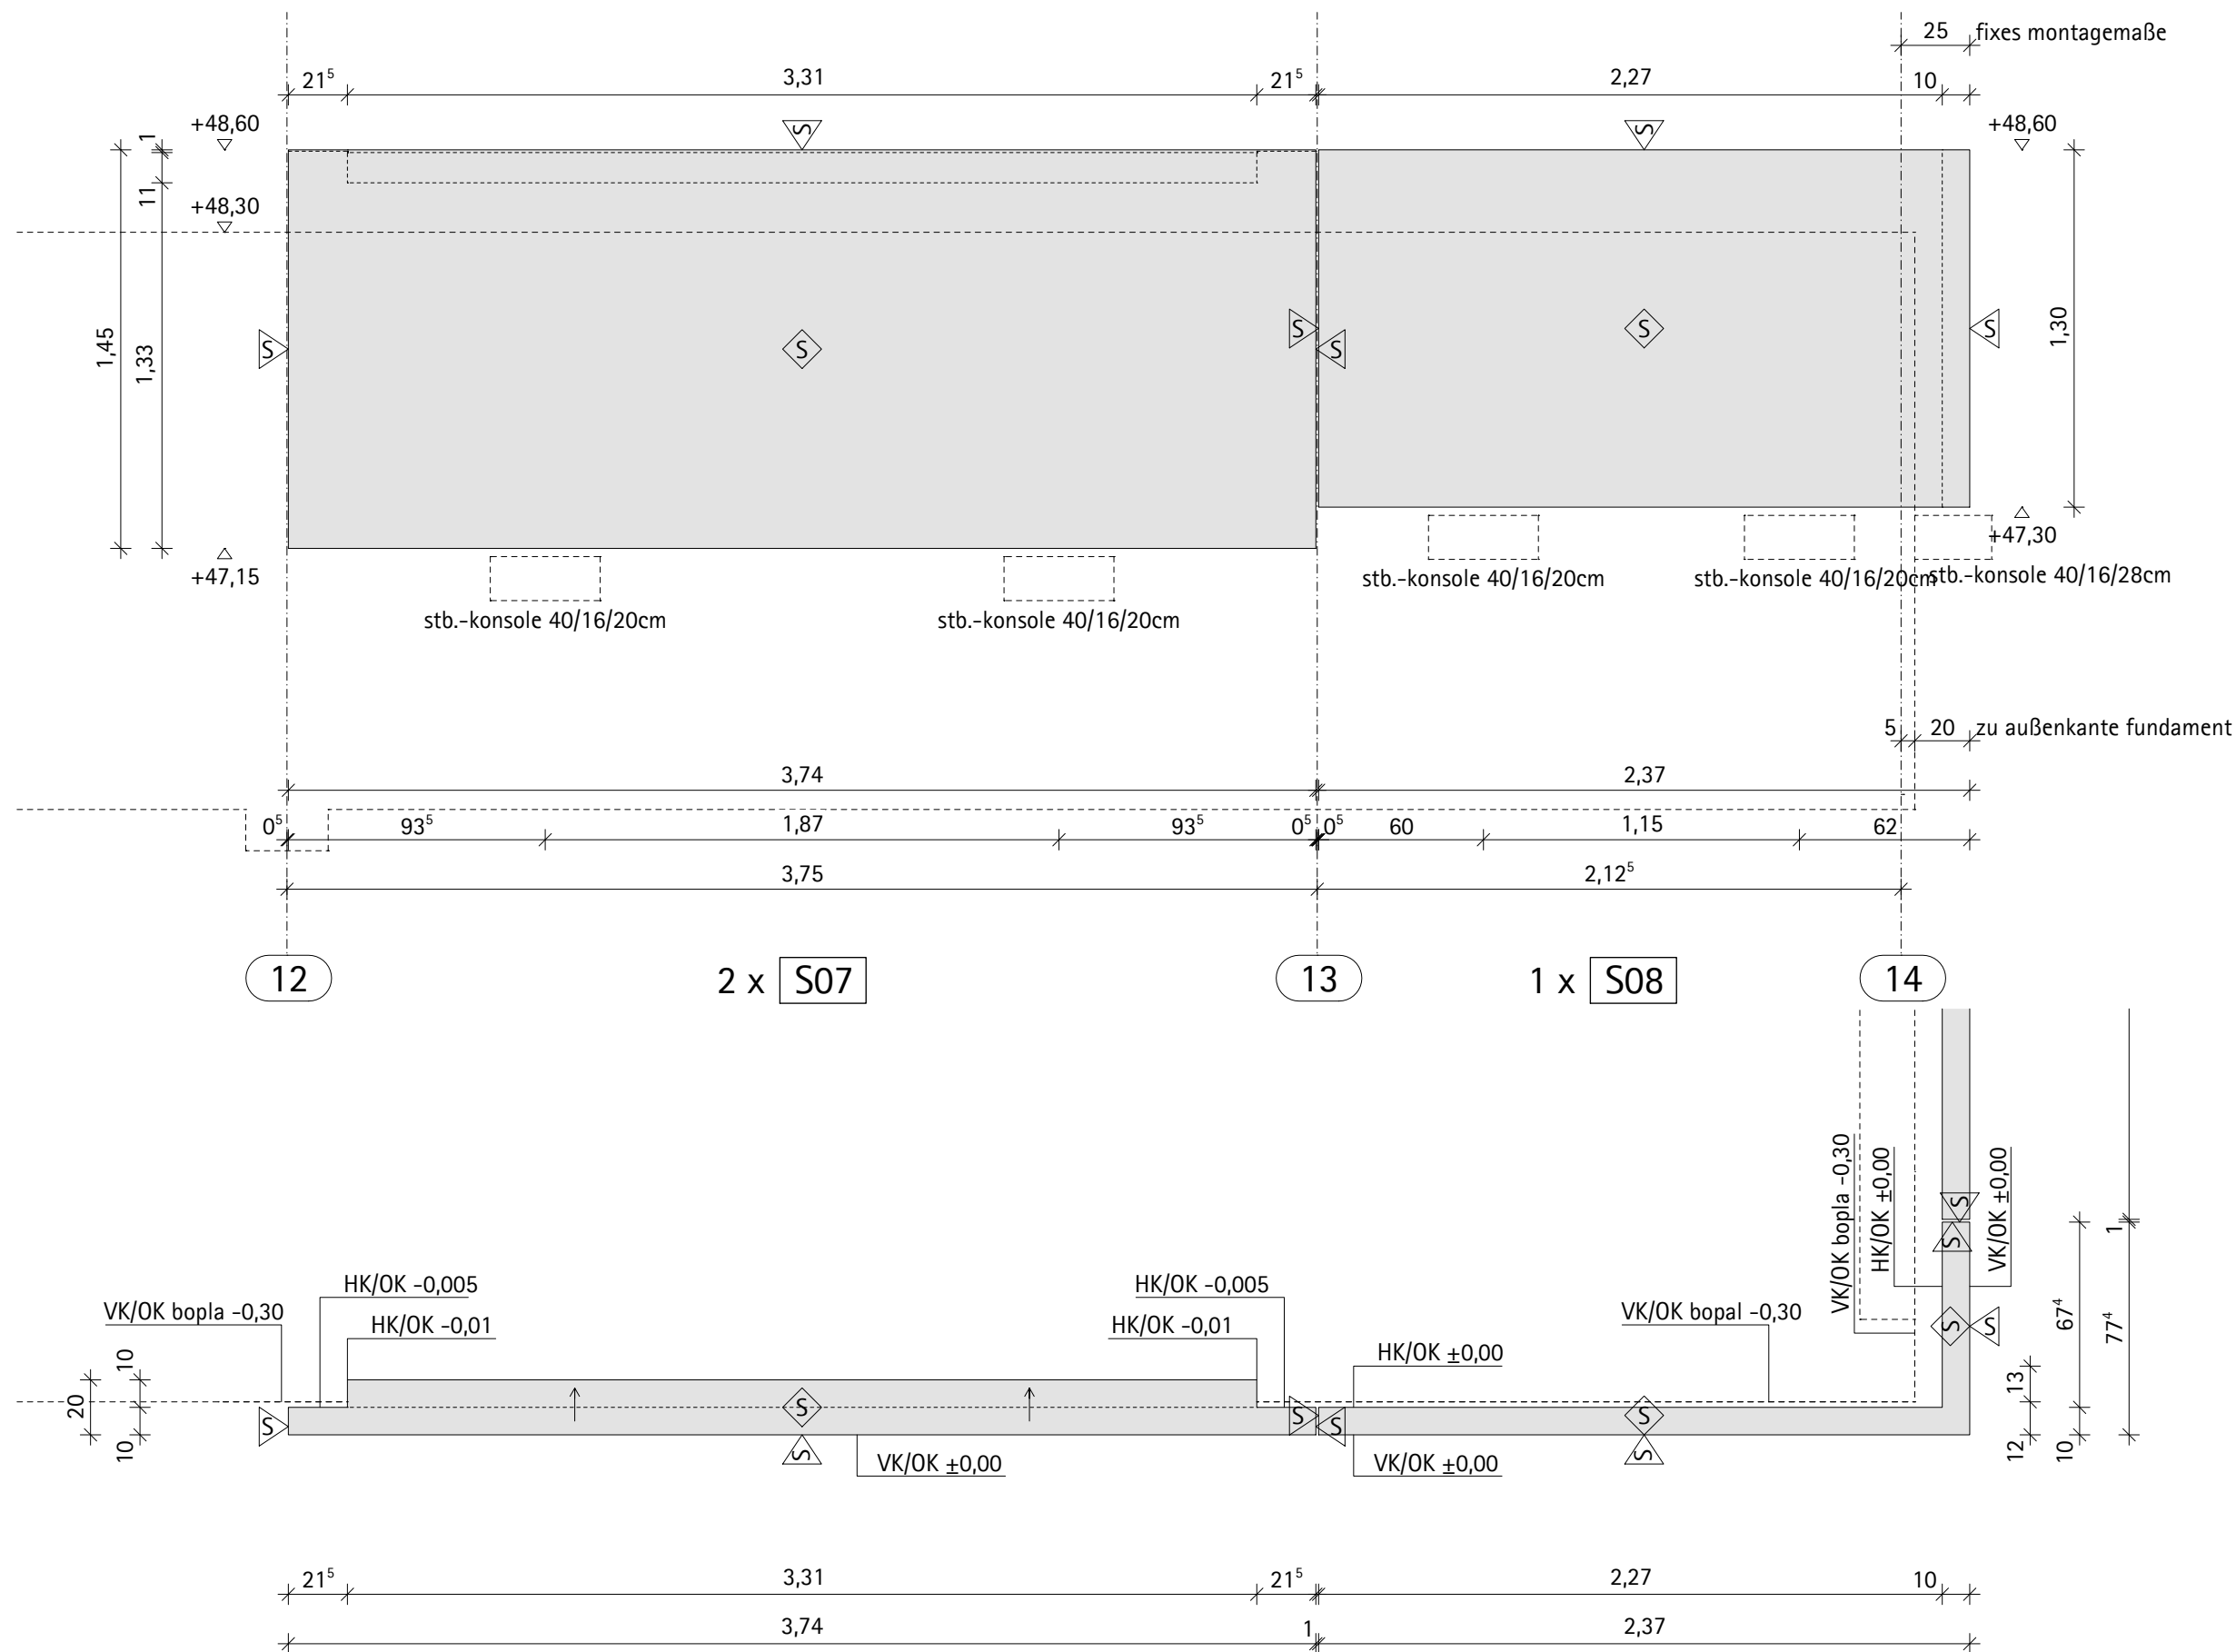 25 fixes montagemaße
21⁵ 3,31 21⁵ 2,27 10
+48,60 +48,60
1
S S
11
+48,30
1,45
1,33
1,30
S S S S S S
+47,15
+47,30
stb.-konsole 40/16/20cm
stb.-konsole 40/16/20cm
stb.-konsole 40/16/20cm
stb.-konsole 40/16/20cm
stb.-konsole 40/16/28cm
5 20 zu außenkante fundament
3,74 2,37
0⁵ 93⁵ 1,87 93⁵ 0⁵ 0⁵ 60 1,15 62
3,75 2,12⁵
12 2 x S07 13 1 x S08 14
VK/OK bopla -0,30
HK/OK ±0,00
VK/OK ±0,00
S
S
1
67⁴
77⁴
HK/OK -0,005
HK/OK -0,005
VK/OK bopla -0,30
HK/OK -0,01
HK/OK -0,01
VK/OK bopal -0,30
S S
HK/OK ±0,00
10
20
10
13
12
10
S S S S S
S S
VK/OK ±0,00
VK/OK ±0,00
21⁵ 3,31 21⁵ 2,27 10
3,74 1 2,37